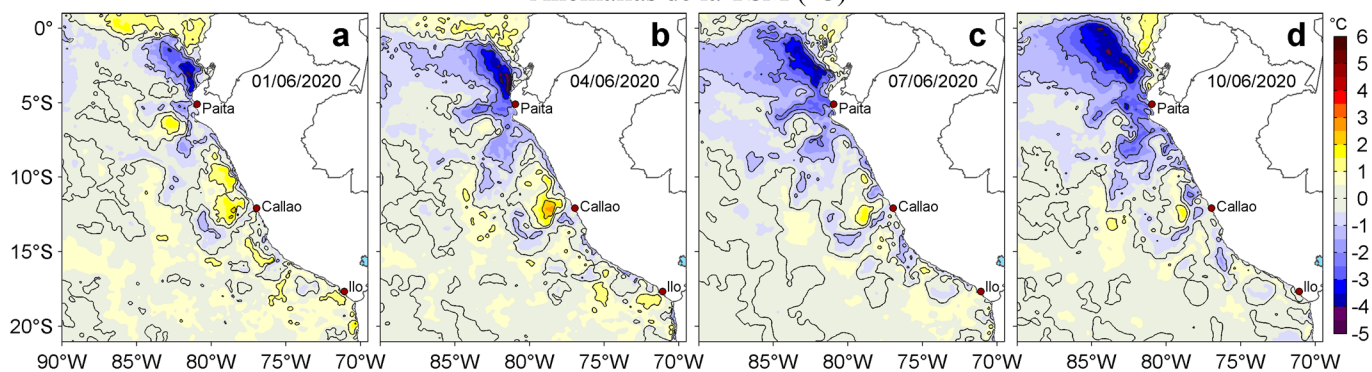 a b c d
01/06/2020 04/06/2020 07/06/2020 10/06/2020
Paita Paita Paita Paita
Callao Callao Callao Callao
Ilo Ilo Ilo Ilo
0° 5°S 10°S 15°S 20°S
90°W 85°W 80°W 75°W 70°W
85°W 80°W 75°W 70°W
85°W 80°W 75°W 70°W
85°W 80°W 75°W 70°W
°C
6
5
4
3
2
1
0
-1
-2
-3
-4
-5